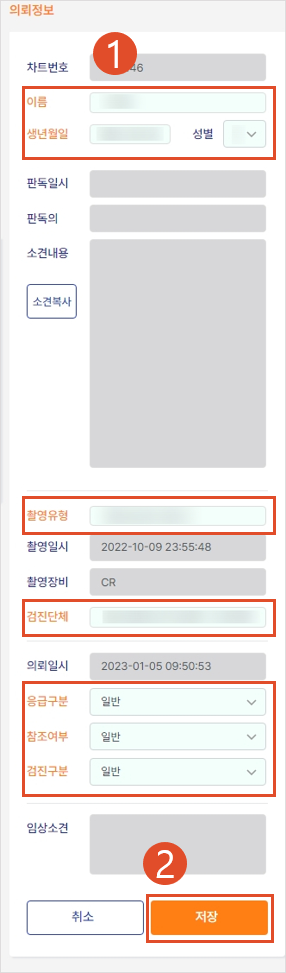 의뢰정보
1
차트번호 46
이름
생년월일 성별
판독일시
판독의
소견내용
소견복사
촬영유형
촬영일시 2022-10-09 23:55:48
촬영장비 CR
검진단체
의뢰일시 2023-01-05 09:50:53
응급구분 일반
참조여부 일반
검진구분 일반
임상소견
2
취소 저장